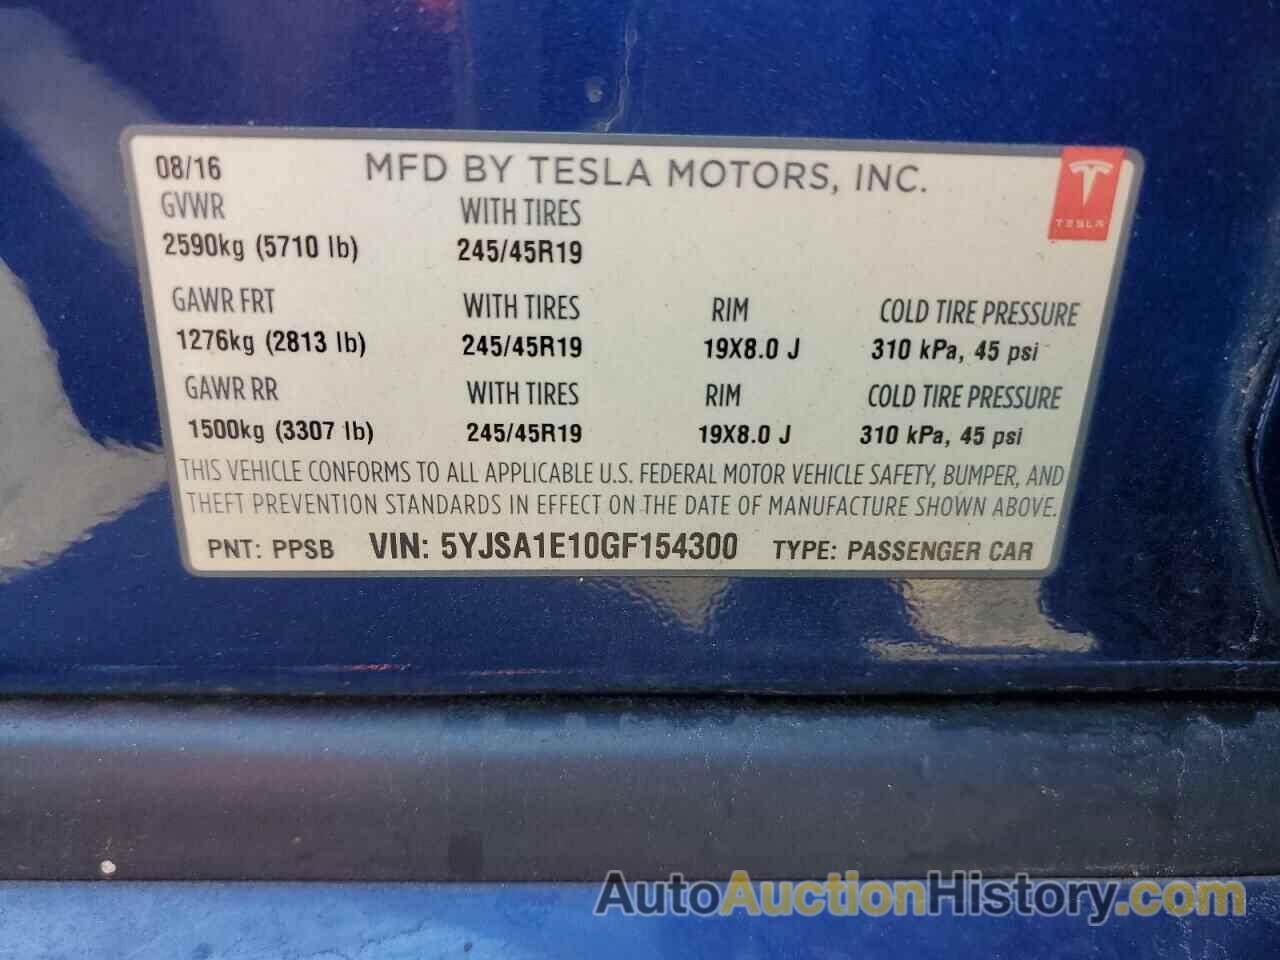 08/16 MFD BY TESLA MOTORS, INC.
TESLA
GVWR WITH TIRES
2590kg (5710 lb) 245/45R19
GAWR FRT WITH TIRES RIM COLD TIRE PRESSURE
1276kg (2813 lb) 245/45R19 19X8.0 J 310 kPa, 45 psi
GAWR RR WITH TIRES RIM COLD TIRE PRESSURE
1500kg (3307 lb) 245/45R19 19X8.0 J 310 kPa, 45 psi
THIS VEHICLE CONFORMS TO ALL APPLICABLE U.S. FEDERAL MOTOR VEHICLE SAFETY, BUMPER, AND
THEFT PREVENTION STANDARDS IN EFFECT ON THE DATE OF MANUFACTURE SHOWN ABOVE.
PNT: PPSB VIN: 5YJSA1E10GF154300 TYPE: PASSENGER CAR
AutoAuctionHistory.com